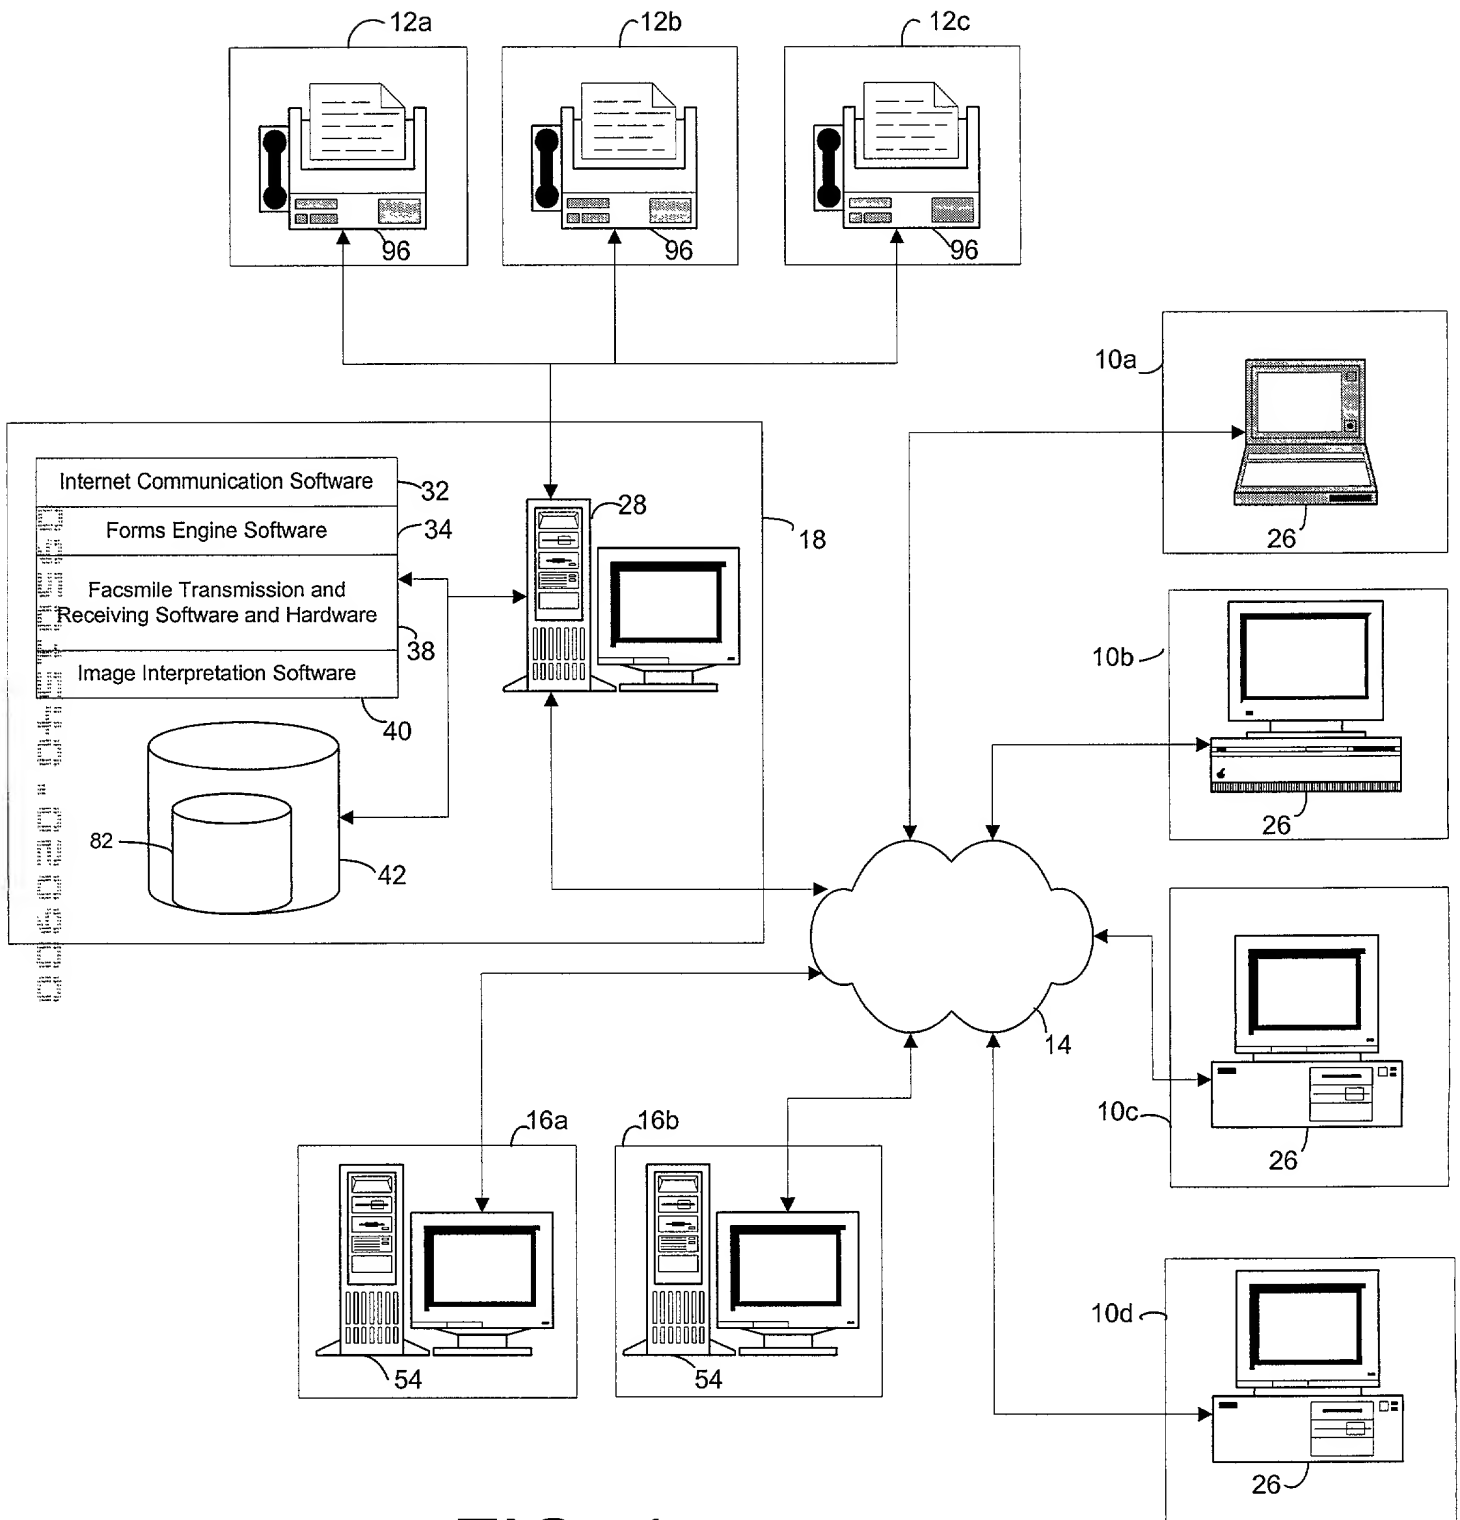 12a
12b
12c
96
96
96
10a
26
Internet Communication Software
32
28
18
Forms Engine Software
34
Facsmile Transmission and
Receiving Software and Hardware
38
Image Interpretation Software
40
10b
26
82
42
14
10c
26
16a
16b
54
54
10d
26